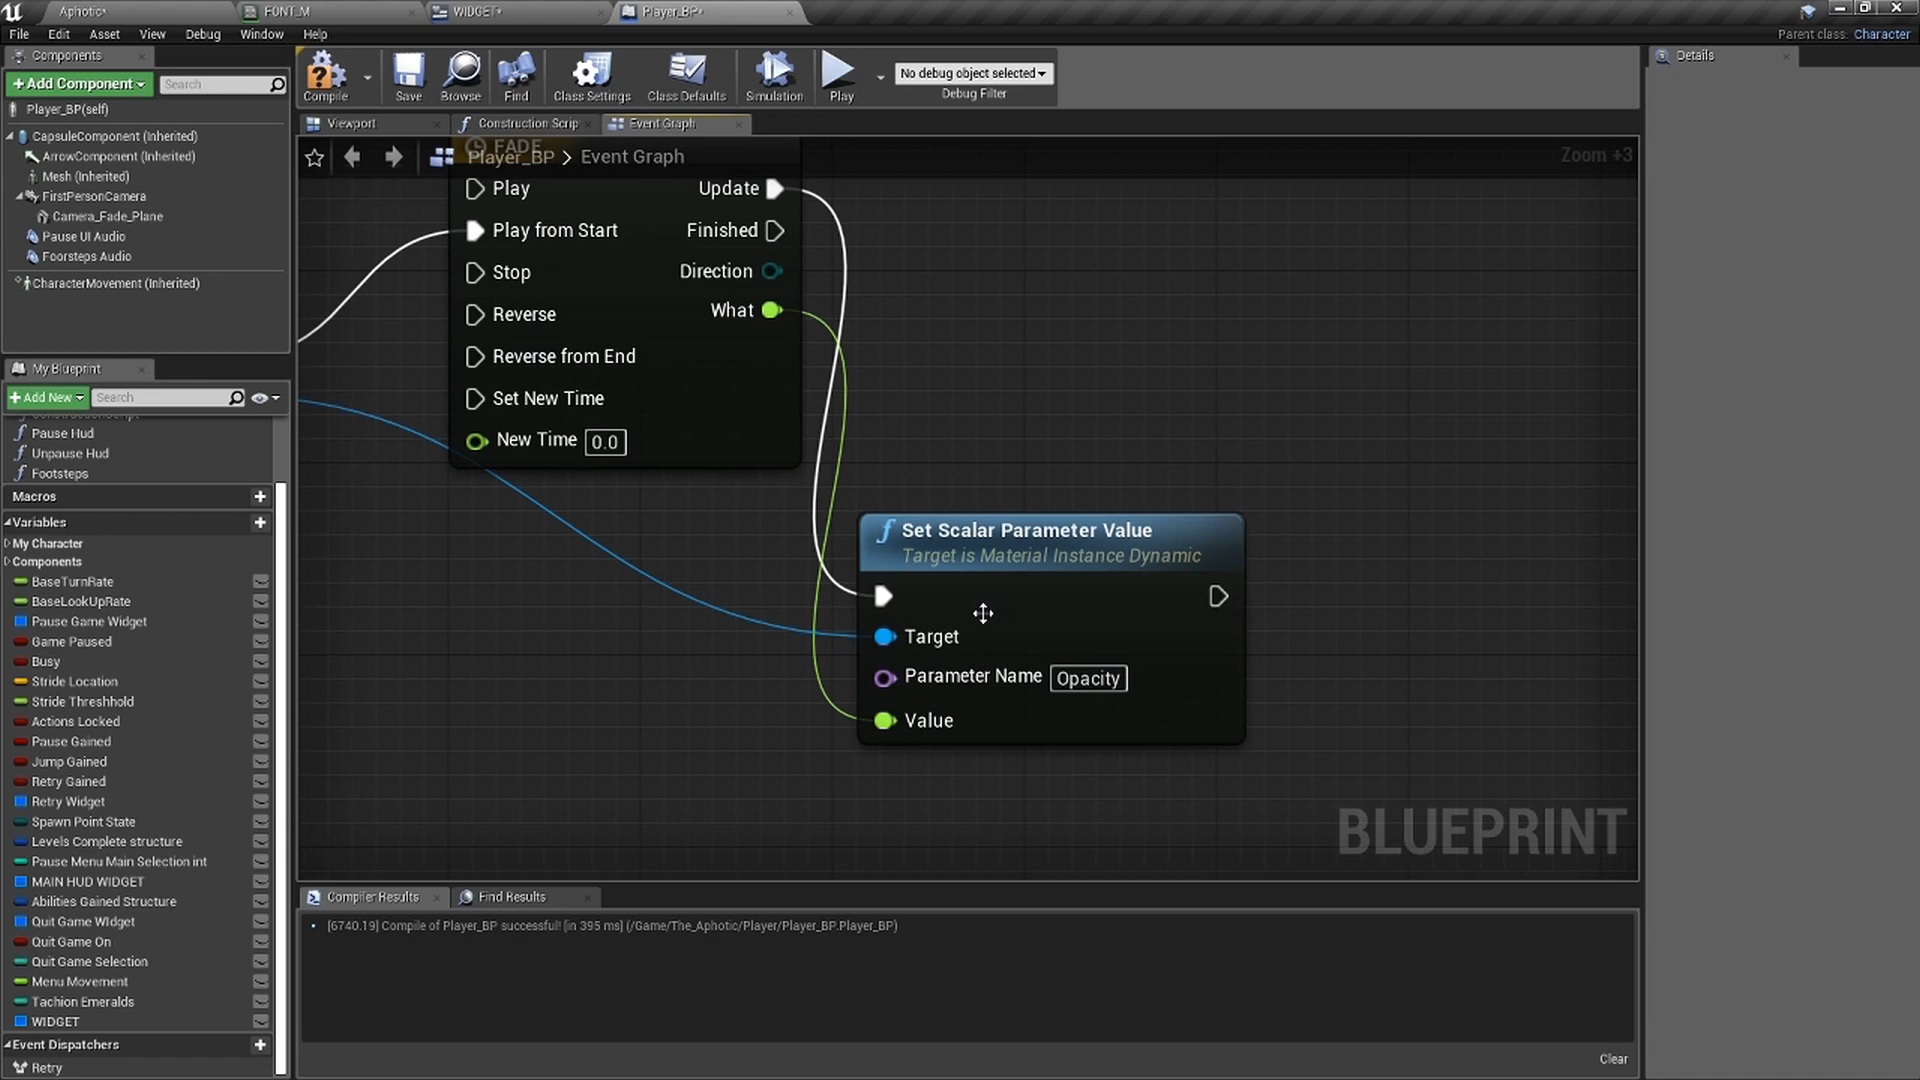 Aphotic*
FONT_M
WIDGET*
Player_BP*
File
Edit
Asset
View
Debug
Window
Help
Parent class: Character
Components
+ Add Component
Search
Player_BP(self)
CapsuleComponent (Inherited)
ArrowComponent (Inherited)
Mesh (Inherited)
FirstPersonCamera
Camera_Fade_Plane
Pause UI Audio
Foorsteps Audio
CharacterMovement (Inherited)
Compile
Save
Browse
Find
Class Settings
Class Defaults
Simulation
Play
No debug object selected
Debug Filter
Details
Viewport
Construction Scrip
Event Graph
Player_BP > Event Graph
Zoom +3
FADE
Play
Update
Play from Start
Finished
Stop
Direction
Reverse
What
Reverse from End
Set New Time
New Time 0.0
Set Scalar Parameter Value
Target is Material Instance Dynamic
Target
Parameter Name Opacity
Value
BLUEPRINT
My Blueprint
+ Add New
Search
Pause Hud
Unpause Hud
Footsteps
Macros
Variables
My Character
Components
BaseTurnRate
BaseLookUpRate
Pause Game Widget
Game Paused
Busy
Stride Location
Stride Threshhold
Actions Locked
Pause Gained
Jump Gained
Retry Gained
Retry Widget
Spawn Point State
Levels Complete structure
Pause Menu Main Selection int
MAIN HUD WIDGET
Abilities Gained Structure
Quit Game WIdget
Quit Game On
Quit Game Selection
Menu Movement
Tachion Emeralds
WIDGET
Event Dispatchers
Retry
Compiler Results
Find Results
[6740.19] Compile of Player_BP successful! [in 395 ms] (/Game/The_Aphotic/Player/Player_BP.Player_BP)
Clear